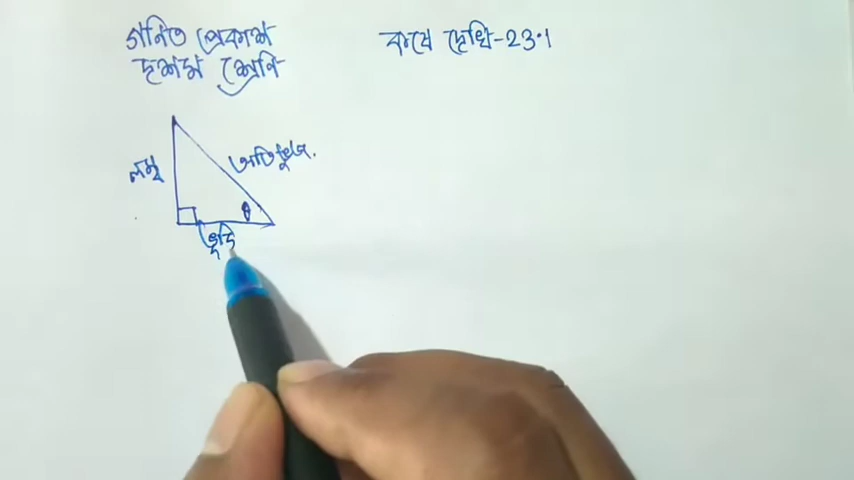 গনিত প্রকাশ
দশম শ্রেণি
কষে দেখি-23.1
লম্ব
অতিভুজ.
θ
ভূমি